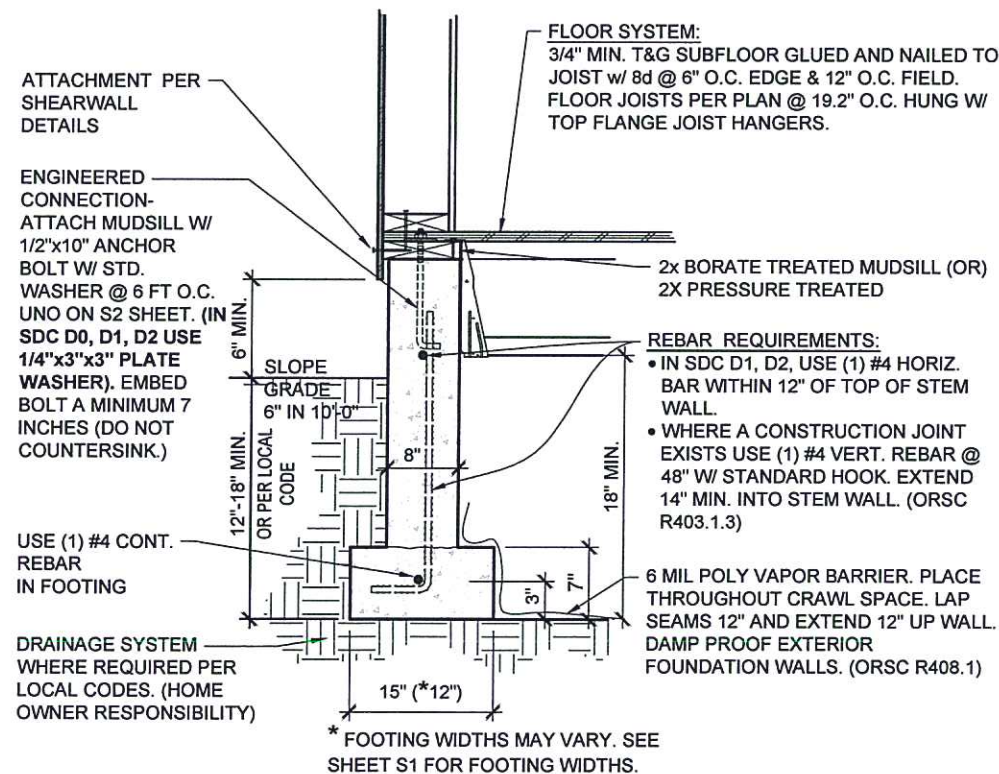 FLOOR SYSTEM:
3/4" MIN. T&G SUBFLOOR GLUED AND NAILED TO
JOIST w/ 8d @ 6" O.C. EDGE & 12" O.C. FIELD.
FLOOR JOISTS PER PLAN @ 19.2" O.C. HUNG W/
TOP FLANGE JOIST HANGERS.
ATTACHMENT PER
SHEARWALL
DETAILS
ENGINEERED
CONNECTION-
ATTACH MUDSILL W/
1/2"x10" ANCHOR
BOLT W/ STD.
WASHER @ 6 FT O.C.
UNO ON S2 SHEET. (IN
SDC D0, D1, D2 USE
1/4"x3"x3" PLATE
WASHER). EMBED
BOLT A MINIMUM 7
INCHES (DO NOT
COUNTERSINK.)
6" MIN.
SLOPE
GRADE
6" IN 10'-0"
12"-18" MIN.
OR PER LOCAL
CODE
8"
2x BORATE TREATED MUDSILL (OR)
2X PRESSURE TREATED
REBAR REQUIREMENTS:
• IN SDC D1, D2, USE (1) #4 HORIZ.
BAR WITHIN 12" OF TOP OF STEM
WALL.
• WHERE A CONSTRUCTION JOINT
EXISTS USE (1) #4 VERT. REBAR @
48" W/ STANDARD HOOK. EXTEND
14" MIN. INTO STEM WALL. (ORSC
R403.1.3)
18" MIN.
USE (1) #4 CONT.
REBAR
IN FOOTING
3"
7"
6 MIL POLY VAPOR BARRIER. PLACE
THROUGHOUT CRAWL SPACE. LAP
SEAMS 12" AND EXTEND 12" UP WALL.
DAMP PROOF EXTERIOR
FOUNDATION WALLS. (ORSC R408.1)
DRAINAGE SYSTEM
WHERE REQUIRED PER
LOCAL CODES. (HOME
OWNER RESPONSIBILITY)
15" (*12")
* FOOTING WIDTHS MAY VARY. SEE
SHEET S1 FOR FOOTING WIDTHS.